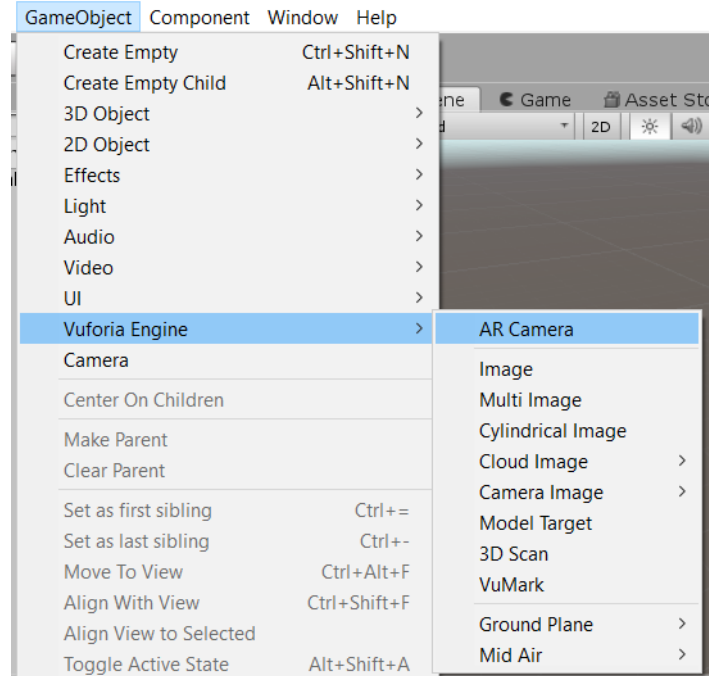 GameObject Component Window Help
Create Empty Ctrl+Shift+N
Create Empty Child Alt+Shift+N
3D Object >
2D Object >
Effects >
Light >
Audio >
Video >
UI >
Vuforia Engine >
Camera
Center On Children
Make Parent
Clear Parent
Set as first sibling Ctrl+=
Set as last sibling Ctrl+-
Move To View Ctrl+Alt+F
Align With View Ctrl+Shift+F
Align View to Selected
Toggle Active State Alt+Shift+A
ene Game Asset Sto
2D
AR Camera
Image
Multi Image
Cylindrical Image
Cloud Image >
Camera Image >
Model Target
3D Scan
VuMark
Ground Plane >
Mid Air >